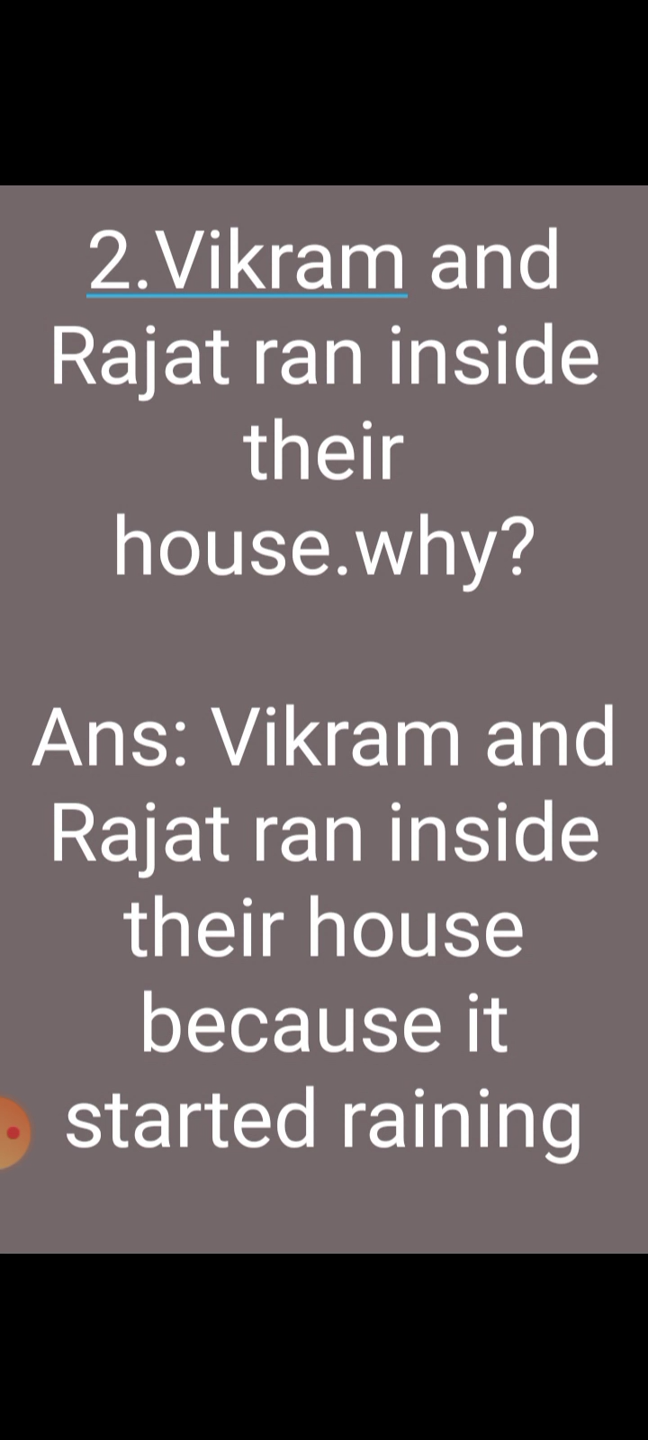 2.Vikram and
Rajat ran inside
their
house.why?
Ans: Vikram and
Rajat ran inside
their house
because it
started raining